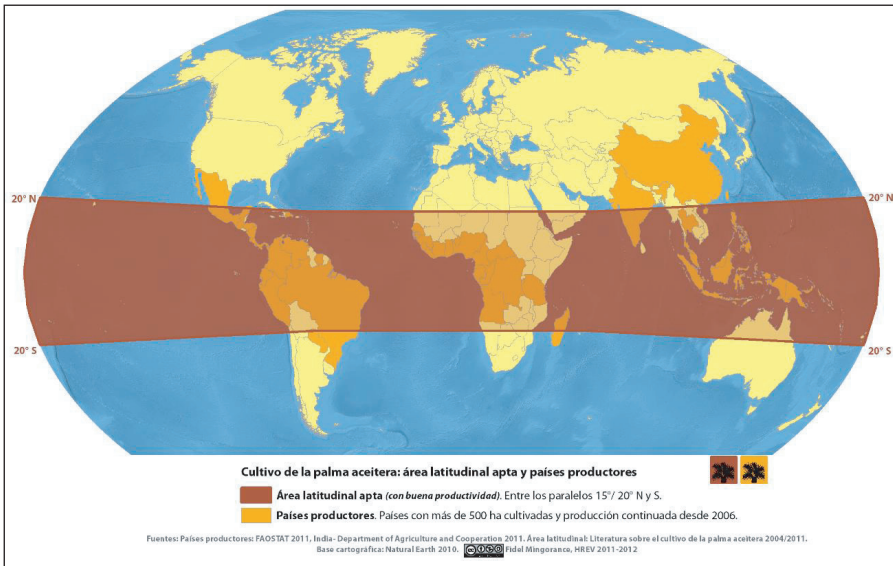 20° N
20° N
20° S
20° S
Cultivo de la palma aceitera: área latitudinal apta y países productores
Área latitudinal apta (con buena productividad). Entre los paralelos 15°/ 20° N y S.
Países productores. Países con más de 500 ha cultivadas y producción continuada desde 2006.
Fuentes: Países productores: FAOSTAT 2011, India- Department of Agriculture and Cooperation 2011. Área latitudinal: Literatura sobre el cultivo de la palma aceitera 2004/2011.
Base cartográfica: Natural Earth 2010. Fidel Mingorance, HREV 2011-2012